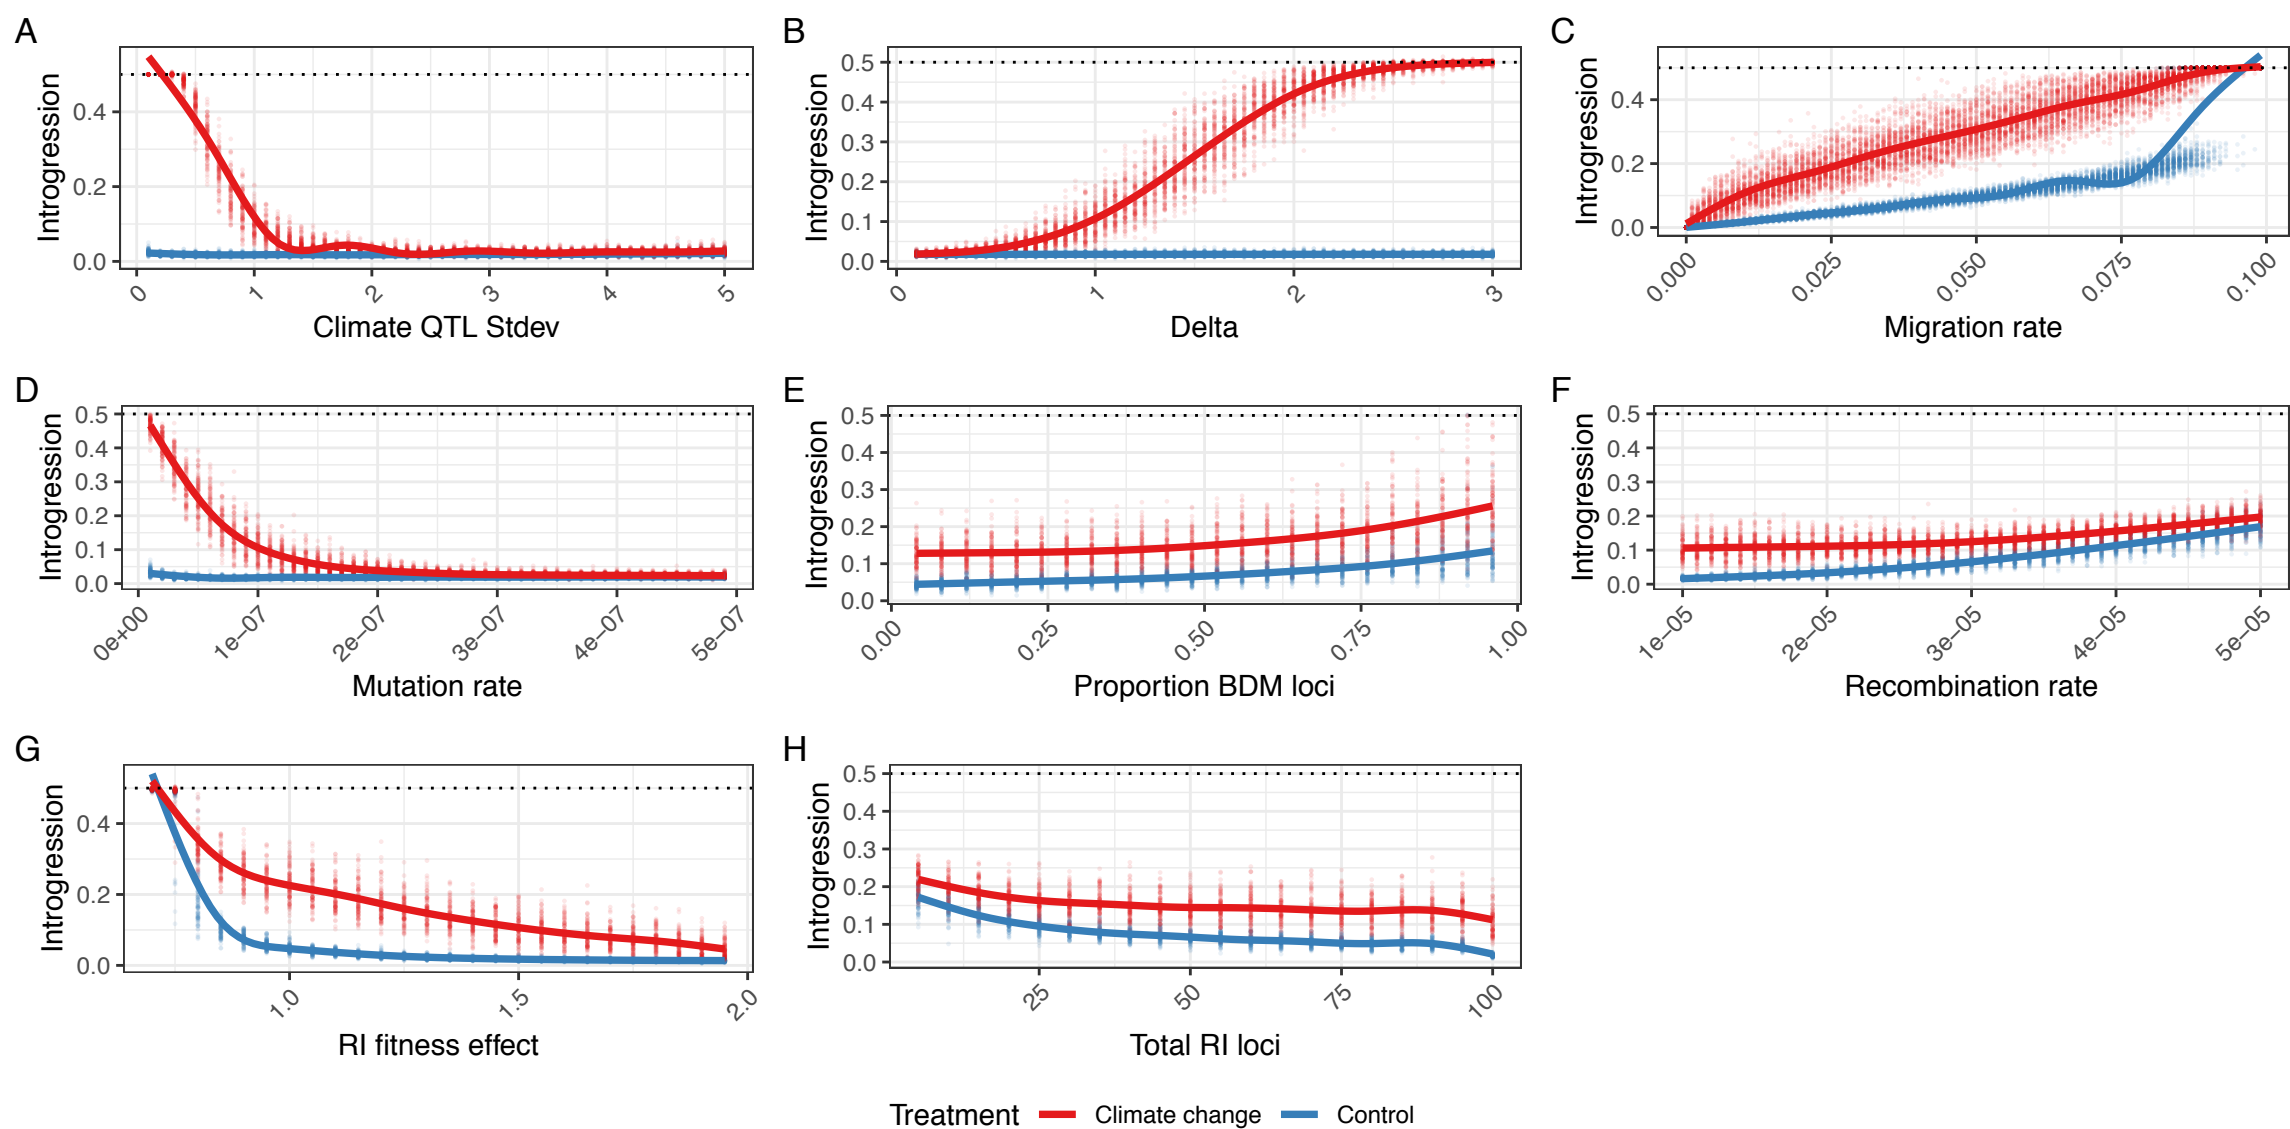 A
Introgression
0.4
0.2
0.0
0
1
2
3
4
5
Climate QTL Stdev
B
Introgression
0.5
0.4
0.3
0.2
0.1
0.0
0
1
2
3
Delta
C
Introgression
0.4
0.2
0.0
0.000
0.025
0.050
0.075
0.100
Migration rate
D
Introgression
0.5
0.4
0.3
0.2
0.1
0.0
0e+00
1e−07
2e−07
3e−07
4e−07
5e−07
Mutation rate
E
Introgression
0.5
0.4
0.3
0.2
0.1
0.0
0.00
0.25
0.50
0.75
1.00
Proportion BDM loci
F
Introgression
0.5
0.4
0.3
0.2
0.1
0.0
1e−05
2e−05
3e−05
4e−05
5e−05
Recombination rate
G
Introgression
0.4
0.2
0.0
1.0
1.5
2.0
RI fitness effect
H
Introgression
0.5
0.4
0.3
0.2
0.1
0.0
25
50
75
100
Total RI loci
Treatment Climate change Control